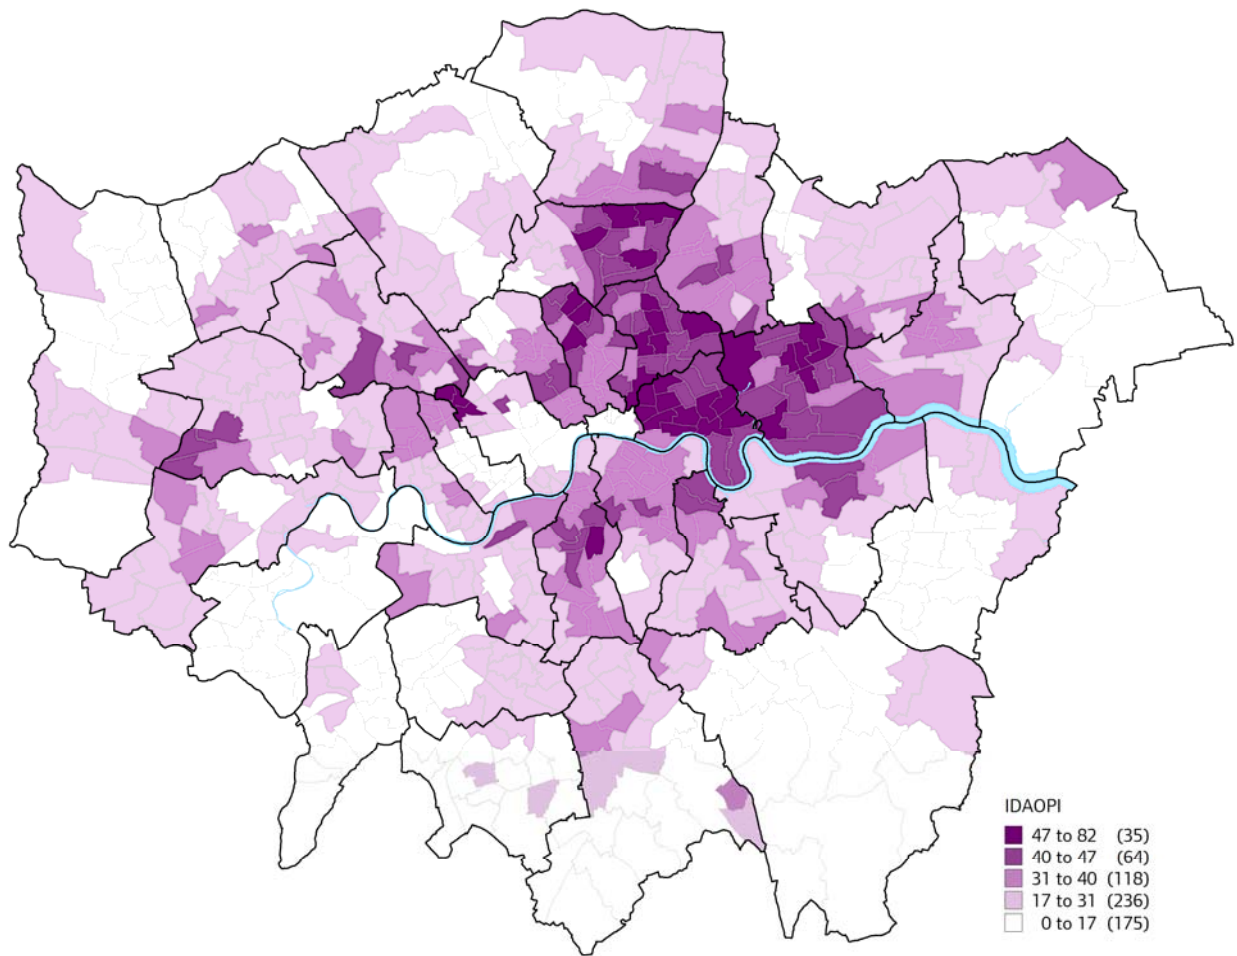 IDAOPI
47 to 82 (35)
40 to 47 (64)
31 to 40 (118)
17 to 31 (236)
0 to 17 (175)